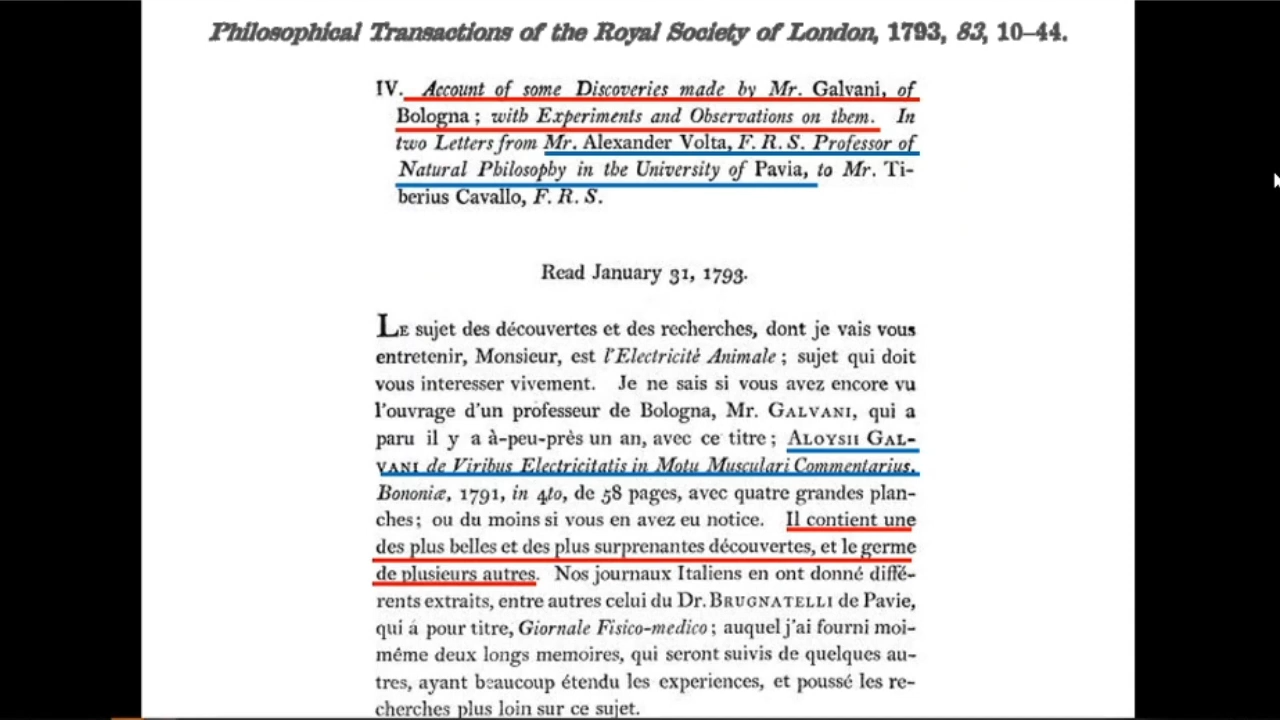 Philosophical Transactions of the Royal Society of London, 1793, 83, 10–44.
IV. Account of some Discoveries made by Mr. Galvani, of
Bologna; with Experiments and Observations on them. In
two Letters from Mr. Alexander Volta, F. R. S. Professor of
Natural Philosophy in the University of Pavia, to Mr. Ti-
berius Cavallo, F. R. S.
Read January 31, 1793.
LE sujet des découvertes et des recherches, dont je vais vous
entretenir, Monsieur, est l'Electricité Animale; sujet qui doit
vous interesser vivement. Je ne sais si vous avez encore vu
l'ouvrage d'un professeur de Bologna, Mr. GALVANI, qui a
paru il y a à-peu-près un an, avec ce titre; ALOYSII GAL-
VANI de Viribus Electricitatis in Motu Musculari Commentarius.
Bononiæ, 1791, in 4to, de 58 pages, avec quatre grandes plan-
ches; ou du moins si vous en avez eu notice. Il contient une
des plus belles et des plus surprenantes découvertes, et le germe
de plusieurs autres. Nos journaux Italiens en ont donné diffé-
rents extraits, entre autres celui du Dr. BRUGNATELLI de Pavie,
qui á pour titre, Giornale Fisico-medico; auquel j'ai fourni moi-
même deux longs memoires, qui seront suivis de quelques au-
tres, ayant beaucoup étendu les experiences, et poussé les re-
cherches plus loin sur ce sujet.